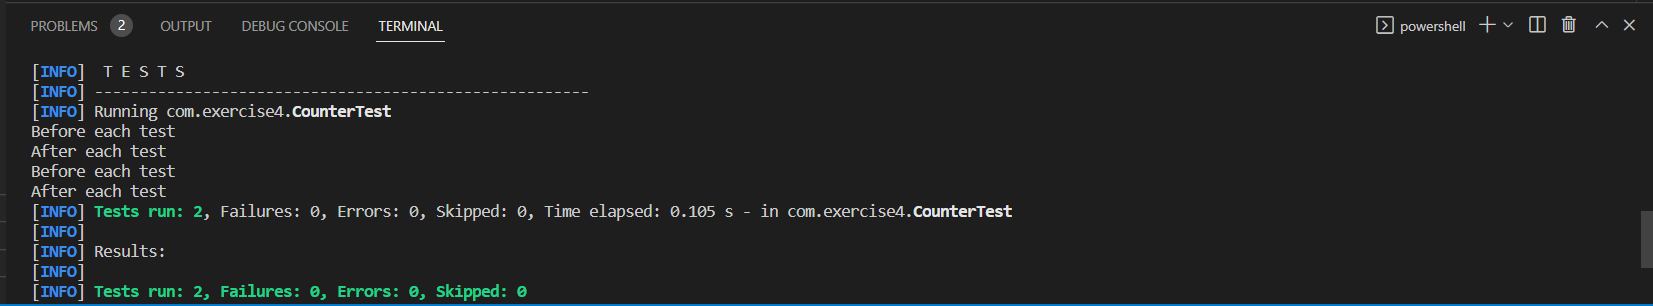 PROBLEMS 2 OUTPUT DEBUG CONSOLE TERMINAL powershell
[INFO]  T E S T S
[INFO] -------------------------------------------------------
[INFO] Running com.exercise4.CounterTest
Before each test
After each test
Before each test
After each test
[INFO] Tests run: 2, Failures: 0, Errors: 0, Skipped: 0, Time elapsed: 0.105 s - in com.exercise4.CounterTest
[INFO]
[INFO] Results:
[INFO]
[INFO] Tests run: 2, Failures: 0, Errors: 0, Skipped: 0